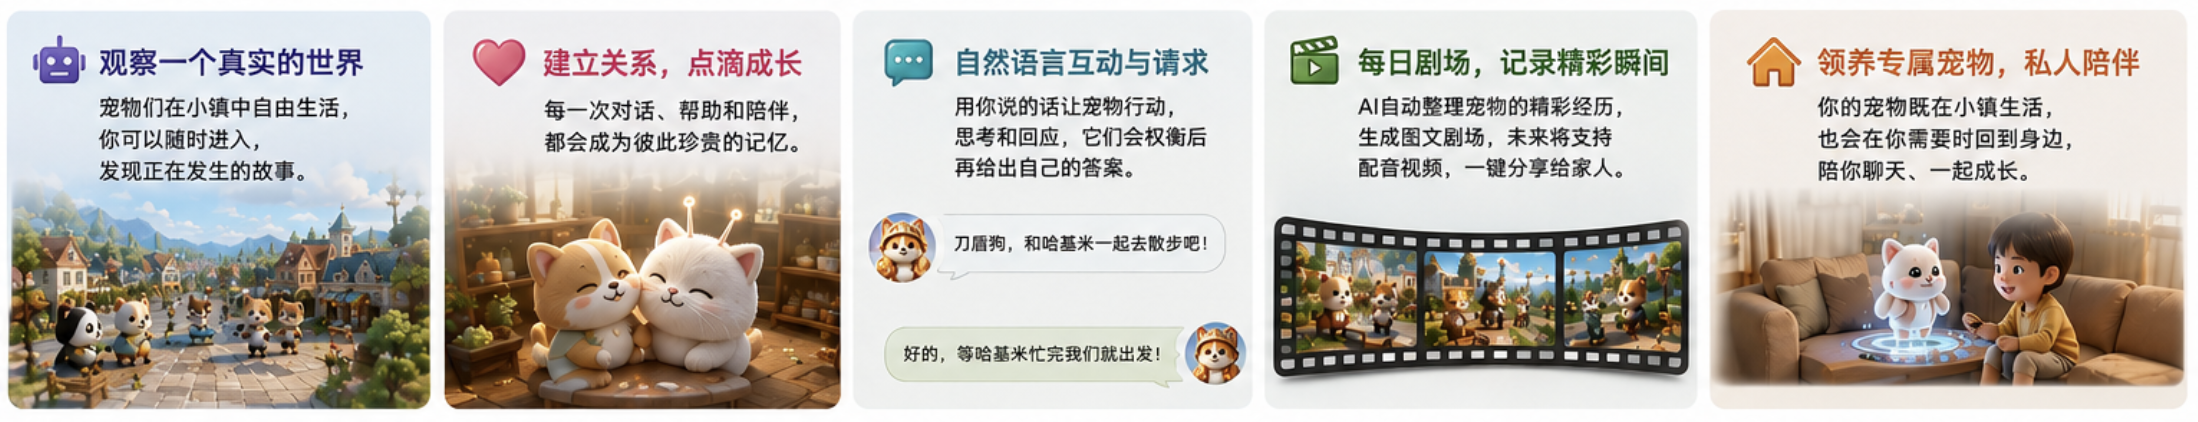 观察一个真实的世界
宠物们在小镇中自由生活，
你可以随时进入，
发现正在发生的故事。
建立关系，点滴成长
每一次对话、帮助和陪伴，
都会成为彼此珍贵的记忆。
自然语言互动与请求
用你说的话让宠物行动，
思考和回应，它们会权衡后
再给出自己的答案。
刀盾狗，和哈基米一起去散步吧！
好的，等哈基米忙完我们就出发！
每日剧场，记录精彩瞬间
AI自动整理宠物的精彩经历，
生成图文剧场，未来将支持
配音视频，一键分享给家人。
领养专属宠物，私人陪伴
你的宠物既在小镇生活，
也会在你需要时回到身边，
陪你聊天、一起成长。